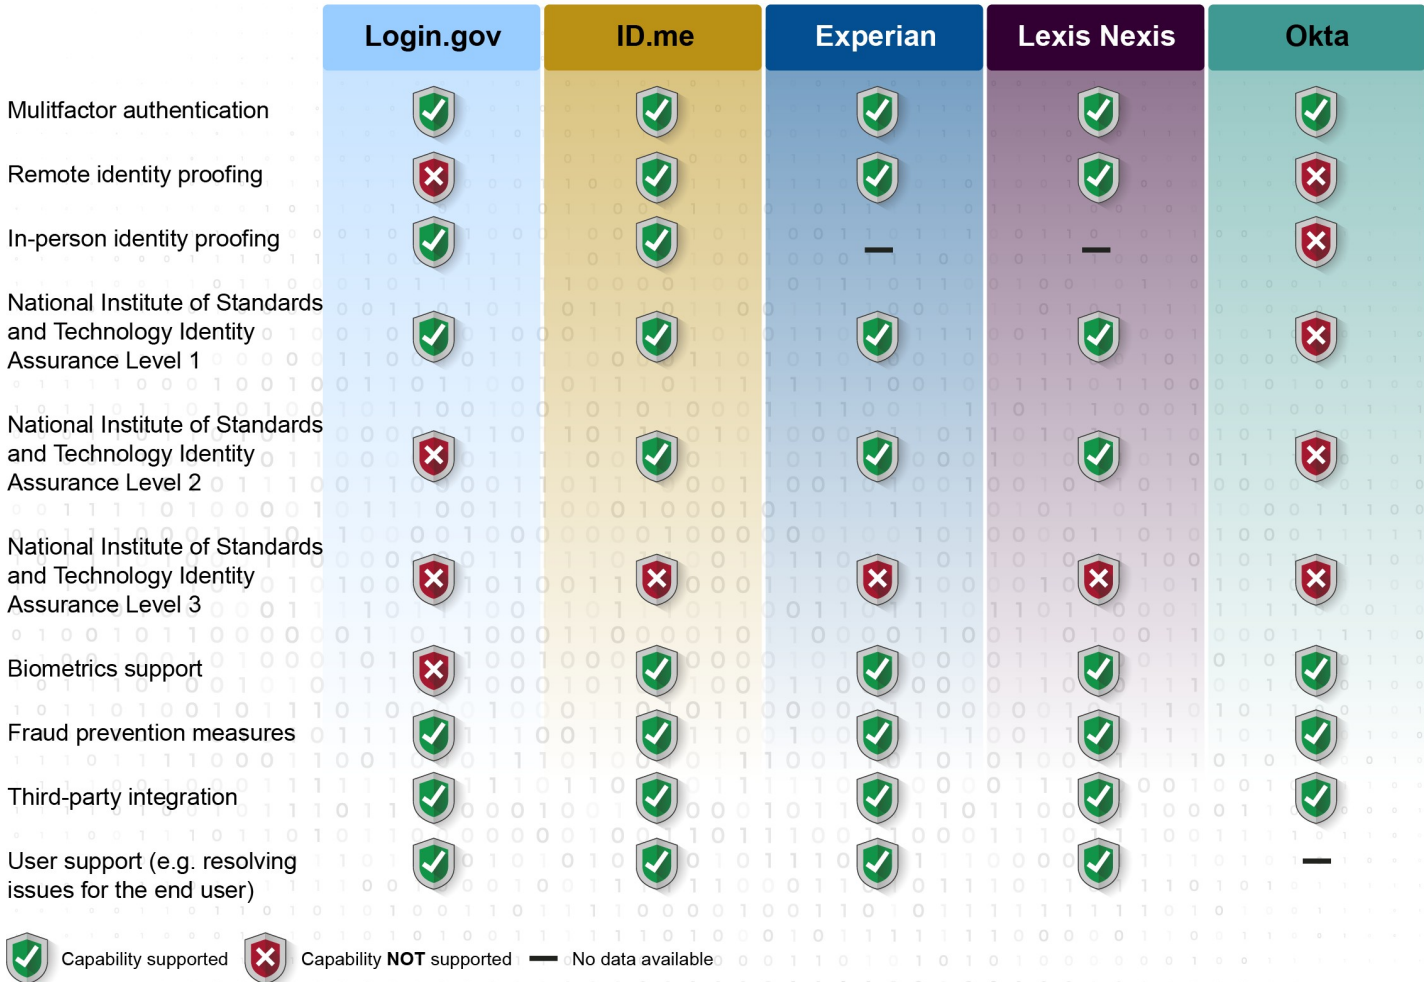 Login.gov
ID.me
Experian
Lexis Nexis
Okta
Mulitfactor authentication
Remote identity proofing
In-person identity proofing
National Institute of Standards
and Technology Identity
Assurance Level 1
National Institute of Standards
and Technology Identity
Assurance Level 2
National Institute of Standards
and Technology Identity
Assurance Level 3
Biometrics support
Fraud prevention measures
Third-party integration
User support (e.g. resolving
issues for the end user)
Capability supported
Capability NOT supported
No data available